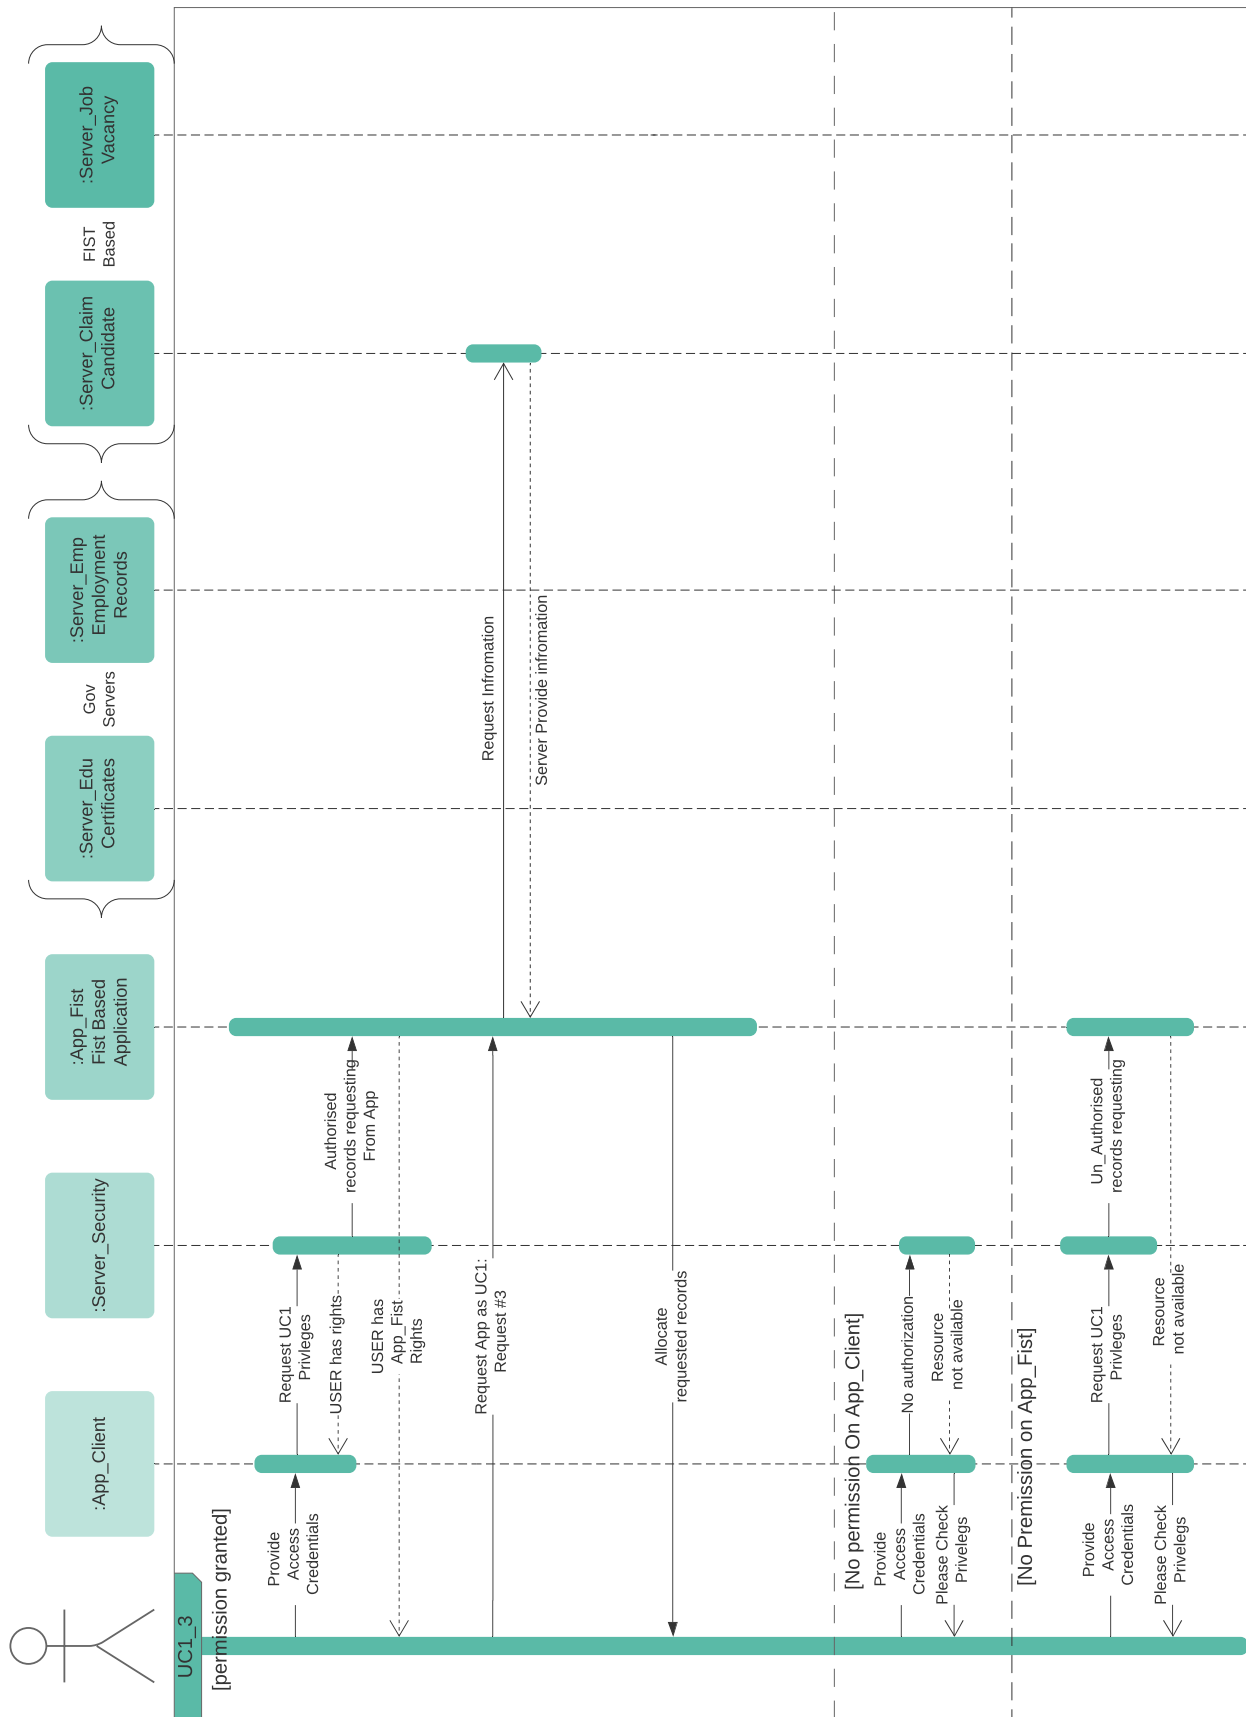 UC1_3
[permission granted]
:App_Client
:Server_Security
:App_Fist
Fist Based
Application
:Server_Edu
Certificates
Gov
Servers
:Server_Emp
Employment
Records
:Server_Claim
Candidate
FIST
Based
:Server_Job
Vacancy
Provide
Access
Credentials
Request UC1
Privleges
USER has rights
Authorised
records requesting
From App
USER has
App_Fist
Rights
Request App as UC1:
Request #3
Request Infromation
Server Provide infromation
Allocate
requested records
[No permission On App_Client]
Provide
Access
Credentials
No authorization
Resource
not available
Please Check
Privelegs
[No Premission on App_Fist]
Provide
Access
Credentials
Request UC1
Privleges
Un_Authorised
records requesting
Resource
not available
Please Check
Privelegs